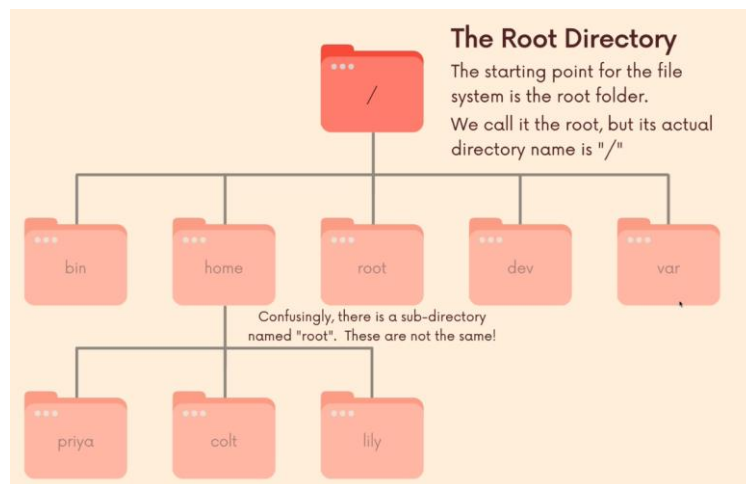 The Root Directory
The starting point for the file
system is the root folder.
We call it the root, but its actual
directory name is "/"
/
bin
home
root
dev
var
Confusingly, there is a sub-directory
named "root". These are not the same!
priya
colt
lily